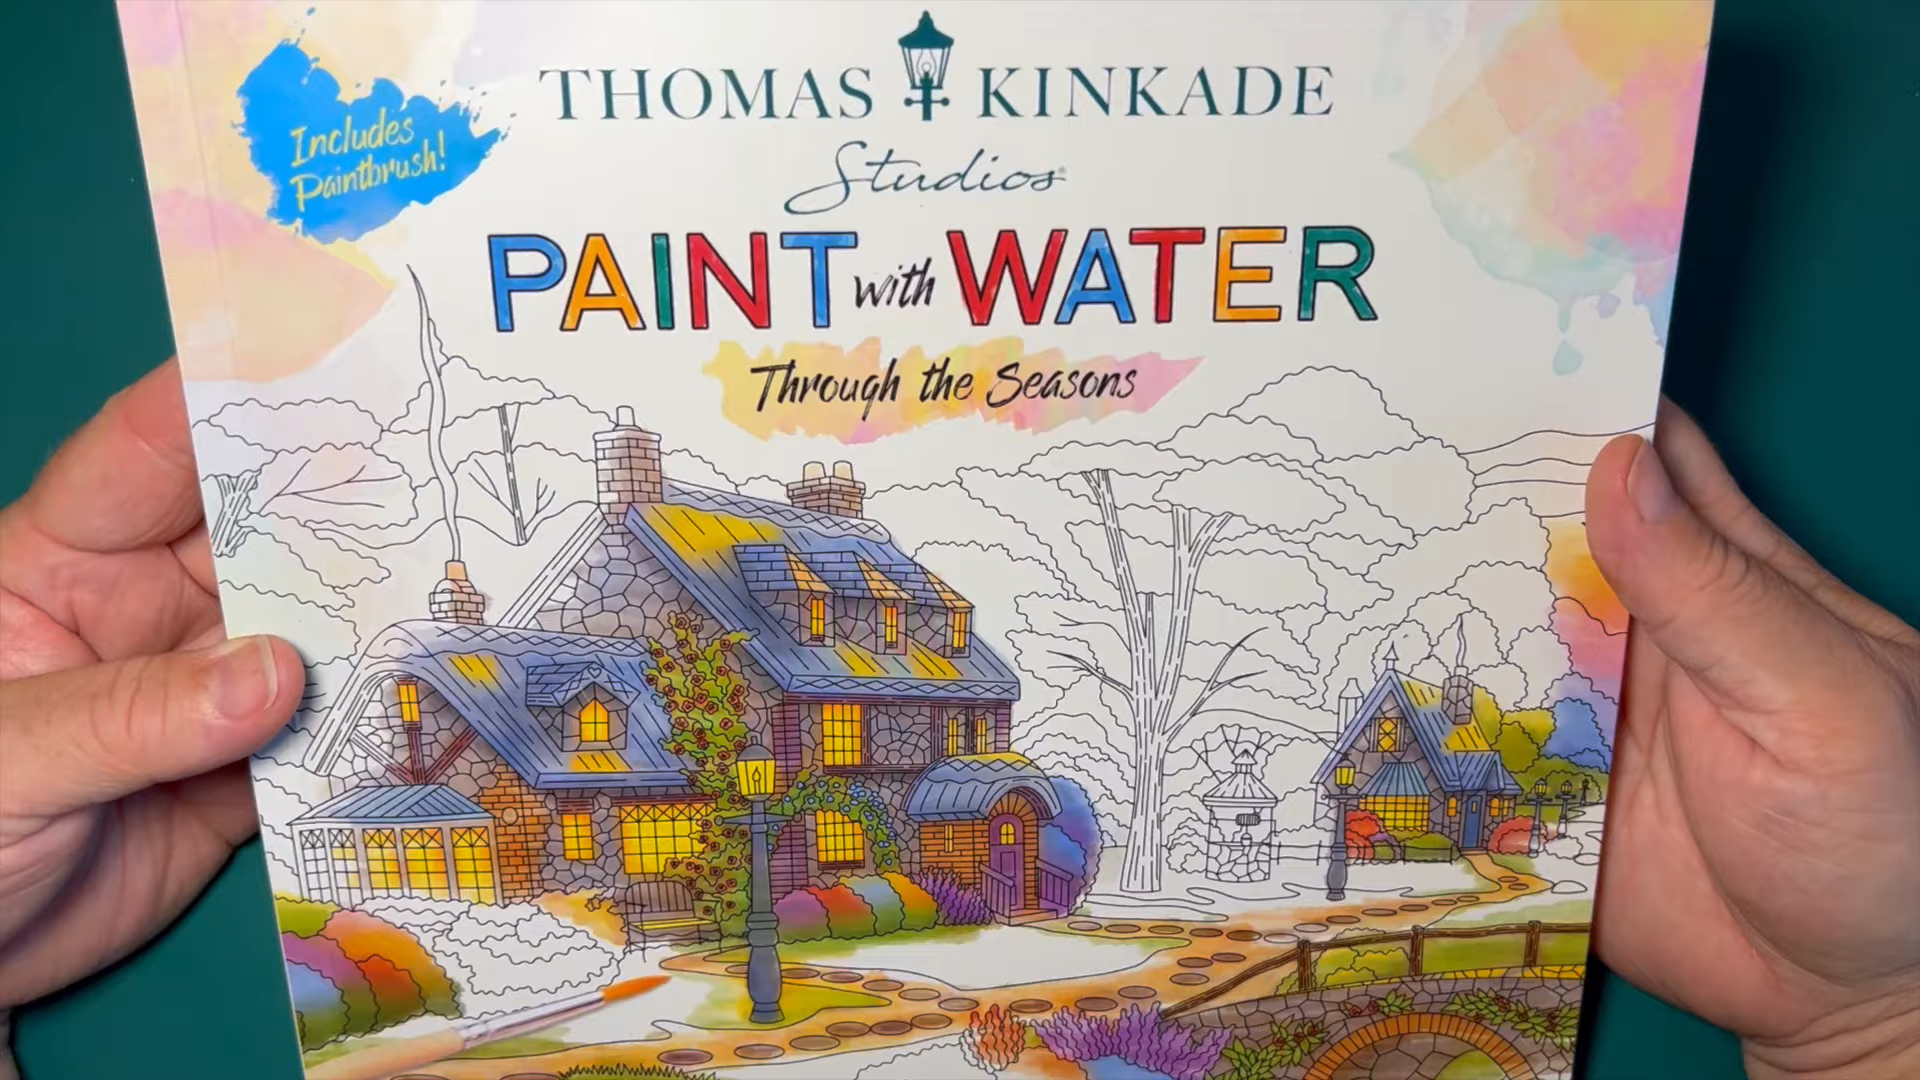 Includes
Paintbrush!
THOMAS KINKADE
Studios®
PAINT with WATER
Through the Seasons